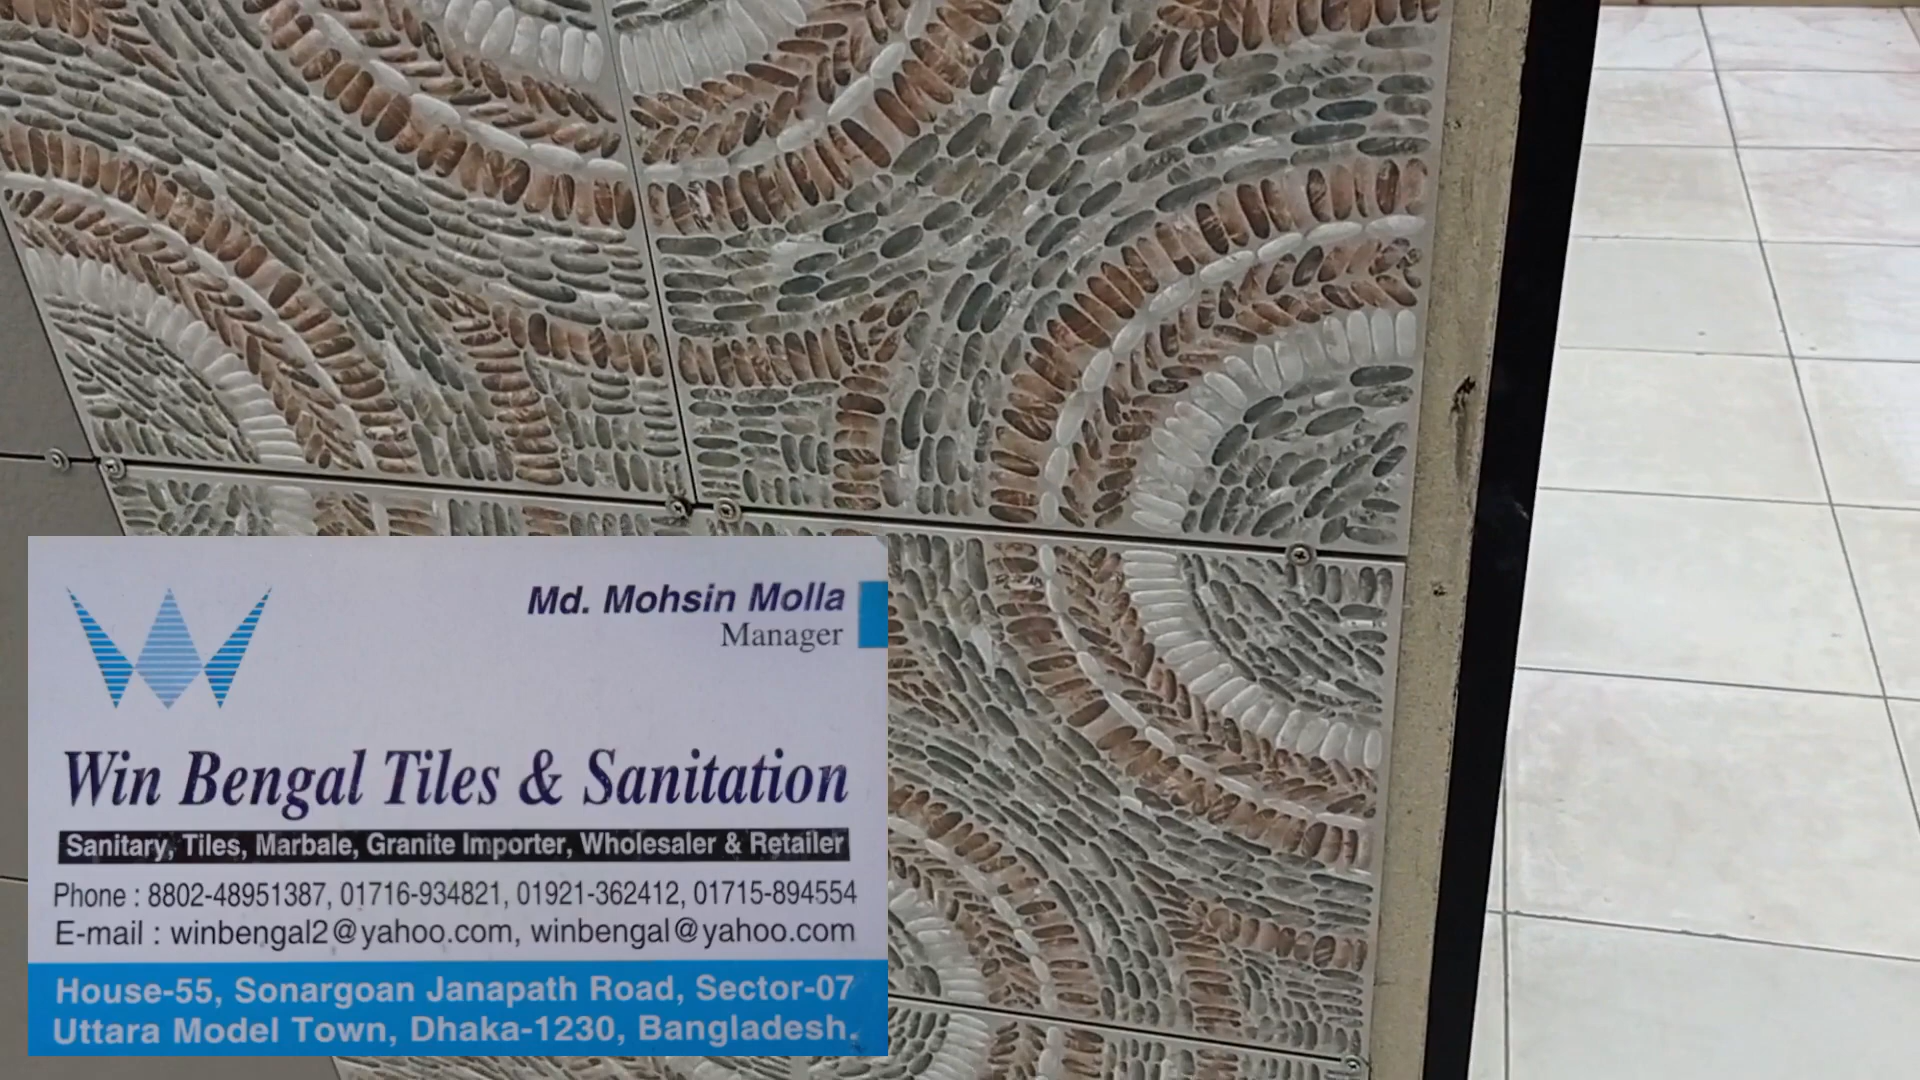 Md. Mohsin Molla
Manager
Win Bengal Tiles & Sanitation
Sanitary, Tiles, Marbale, Granite Importer, Wholesaler & Retailer
Phone : 8802-48951387, 01716-934821, 01921-362412, 01715-894554
E-mail : winbengal2@yahoo.com, winbengal@yahoo.com
House-55, Sonargoan Janapath Road, Sector-07
Uttara Model Town, Dhaka-1230, Bangladesh.